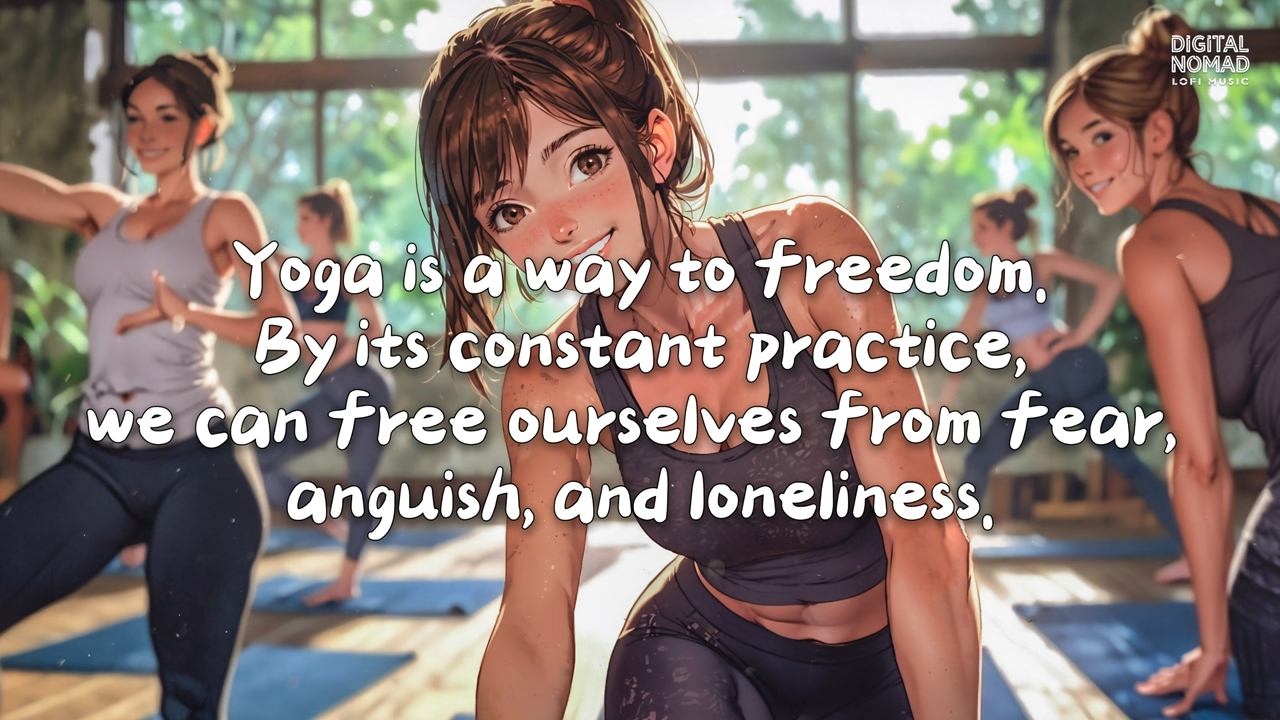 DiGiTAL
NOMAD
LOFI MUSIC
Yoga is a way to freedom.
By its constant practice,
we can free ourselves from fear,
anguish, and loneliness.